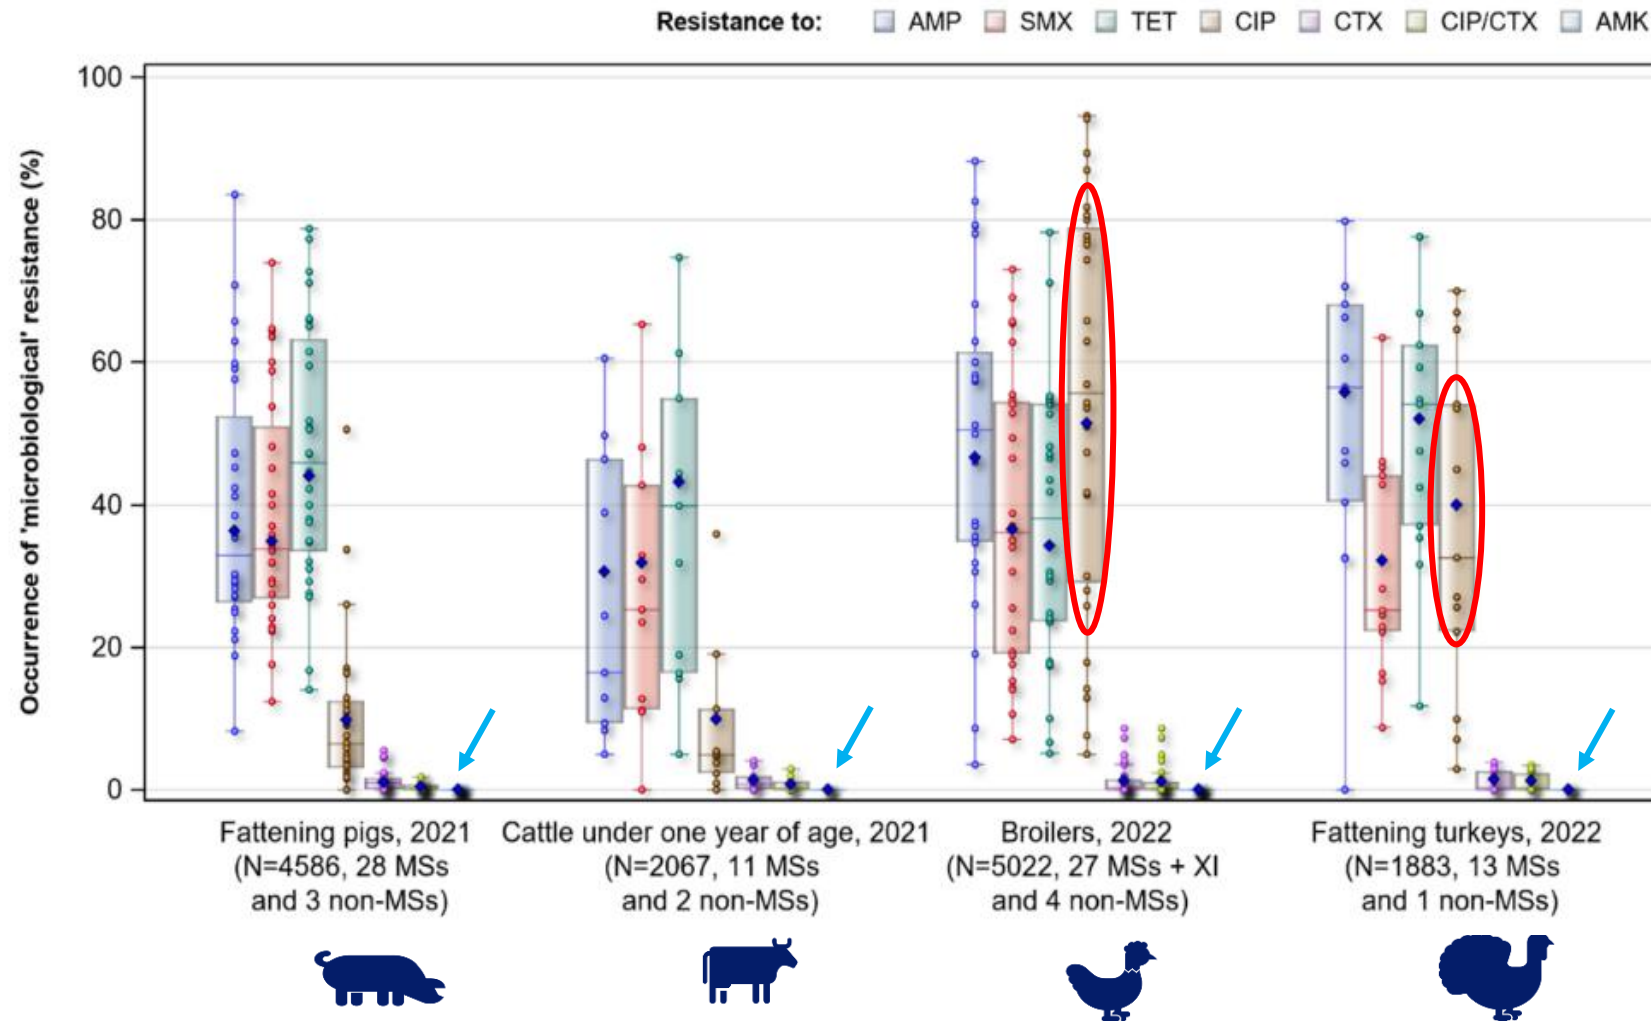 Resistance to: AMP SMX TET CIP CTX CIP/CTX AMK
Occurrence of 'microbiological' resistance (%)
100
80
60
40
20
0
Fattening pigs, 2021
(N=4586, 28 MSs
and 3 non-MSs)
Cattle under one year of age, 2021
(N=2067, 11 MSs
and 2 non-MSs)
Broilers, 2022
(N=5022, 27 MSs + XI
and 4 non-MSs)
Fattening turkeys, 2022
(N=1883, 13 MSs
and 1 non-MSs)